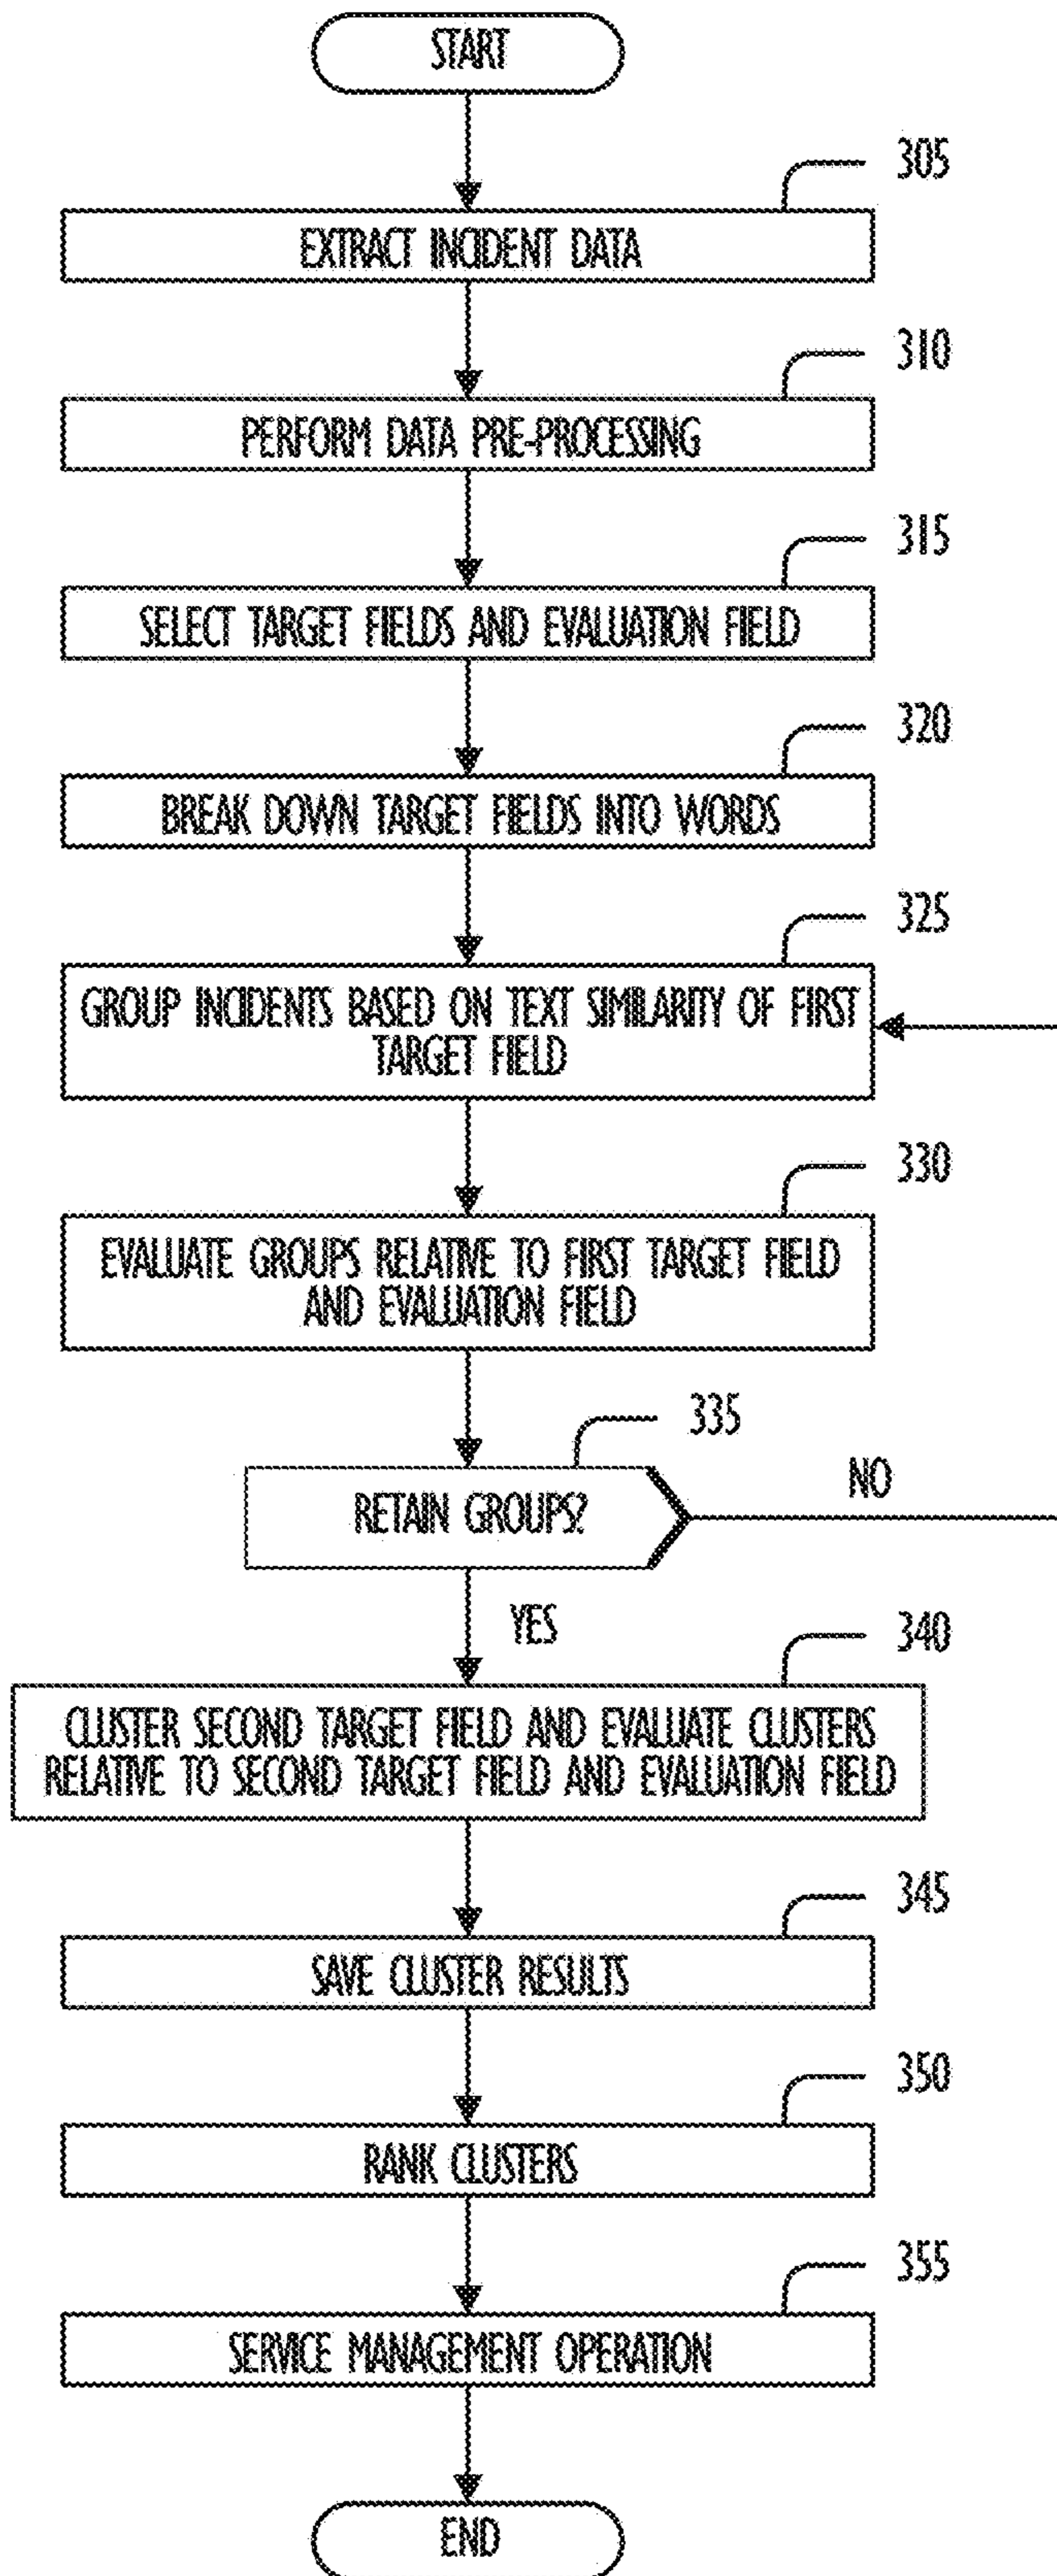 START
305
EXTRACT INCIDENT DATA
310
PERFORM DATA PRE-PROCESSING
315
SELECT TARGET FIELDS AND EVALUATION FIELD
320
BREAK DOWN TARGET FIELDS INTO WORDS
325
GROUP INCIDENTS BASED ON TEXT SIMILARITY OF FIRST
TARGET FIELD
330
EVALUATE GROUPS RELATIVE TO FIRST TARGET FIELD
AND EVALUATION FIELD
335
RETAIN GROUPS?
NO
YES
340
CLUSTER SECOND TARGET FIELD AND EVALUATE CLUSTERS
RELATIVE TO SECOND TARGET FIELD AND EVALUATION FIELD
345
SAVE CLUSTER RESULTS
350
RANK CLUSTERS
355
SERVICE MANAGEMENT OPERATION
END